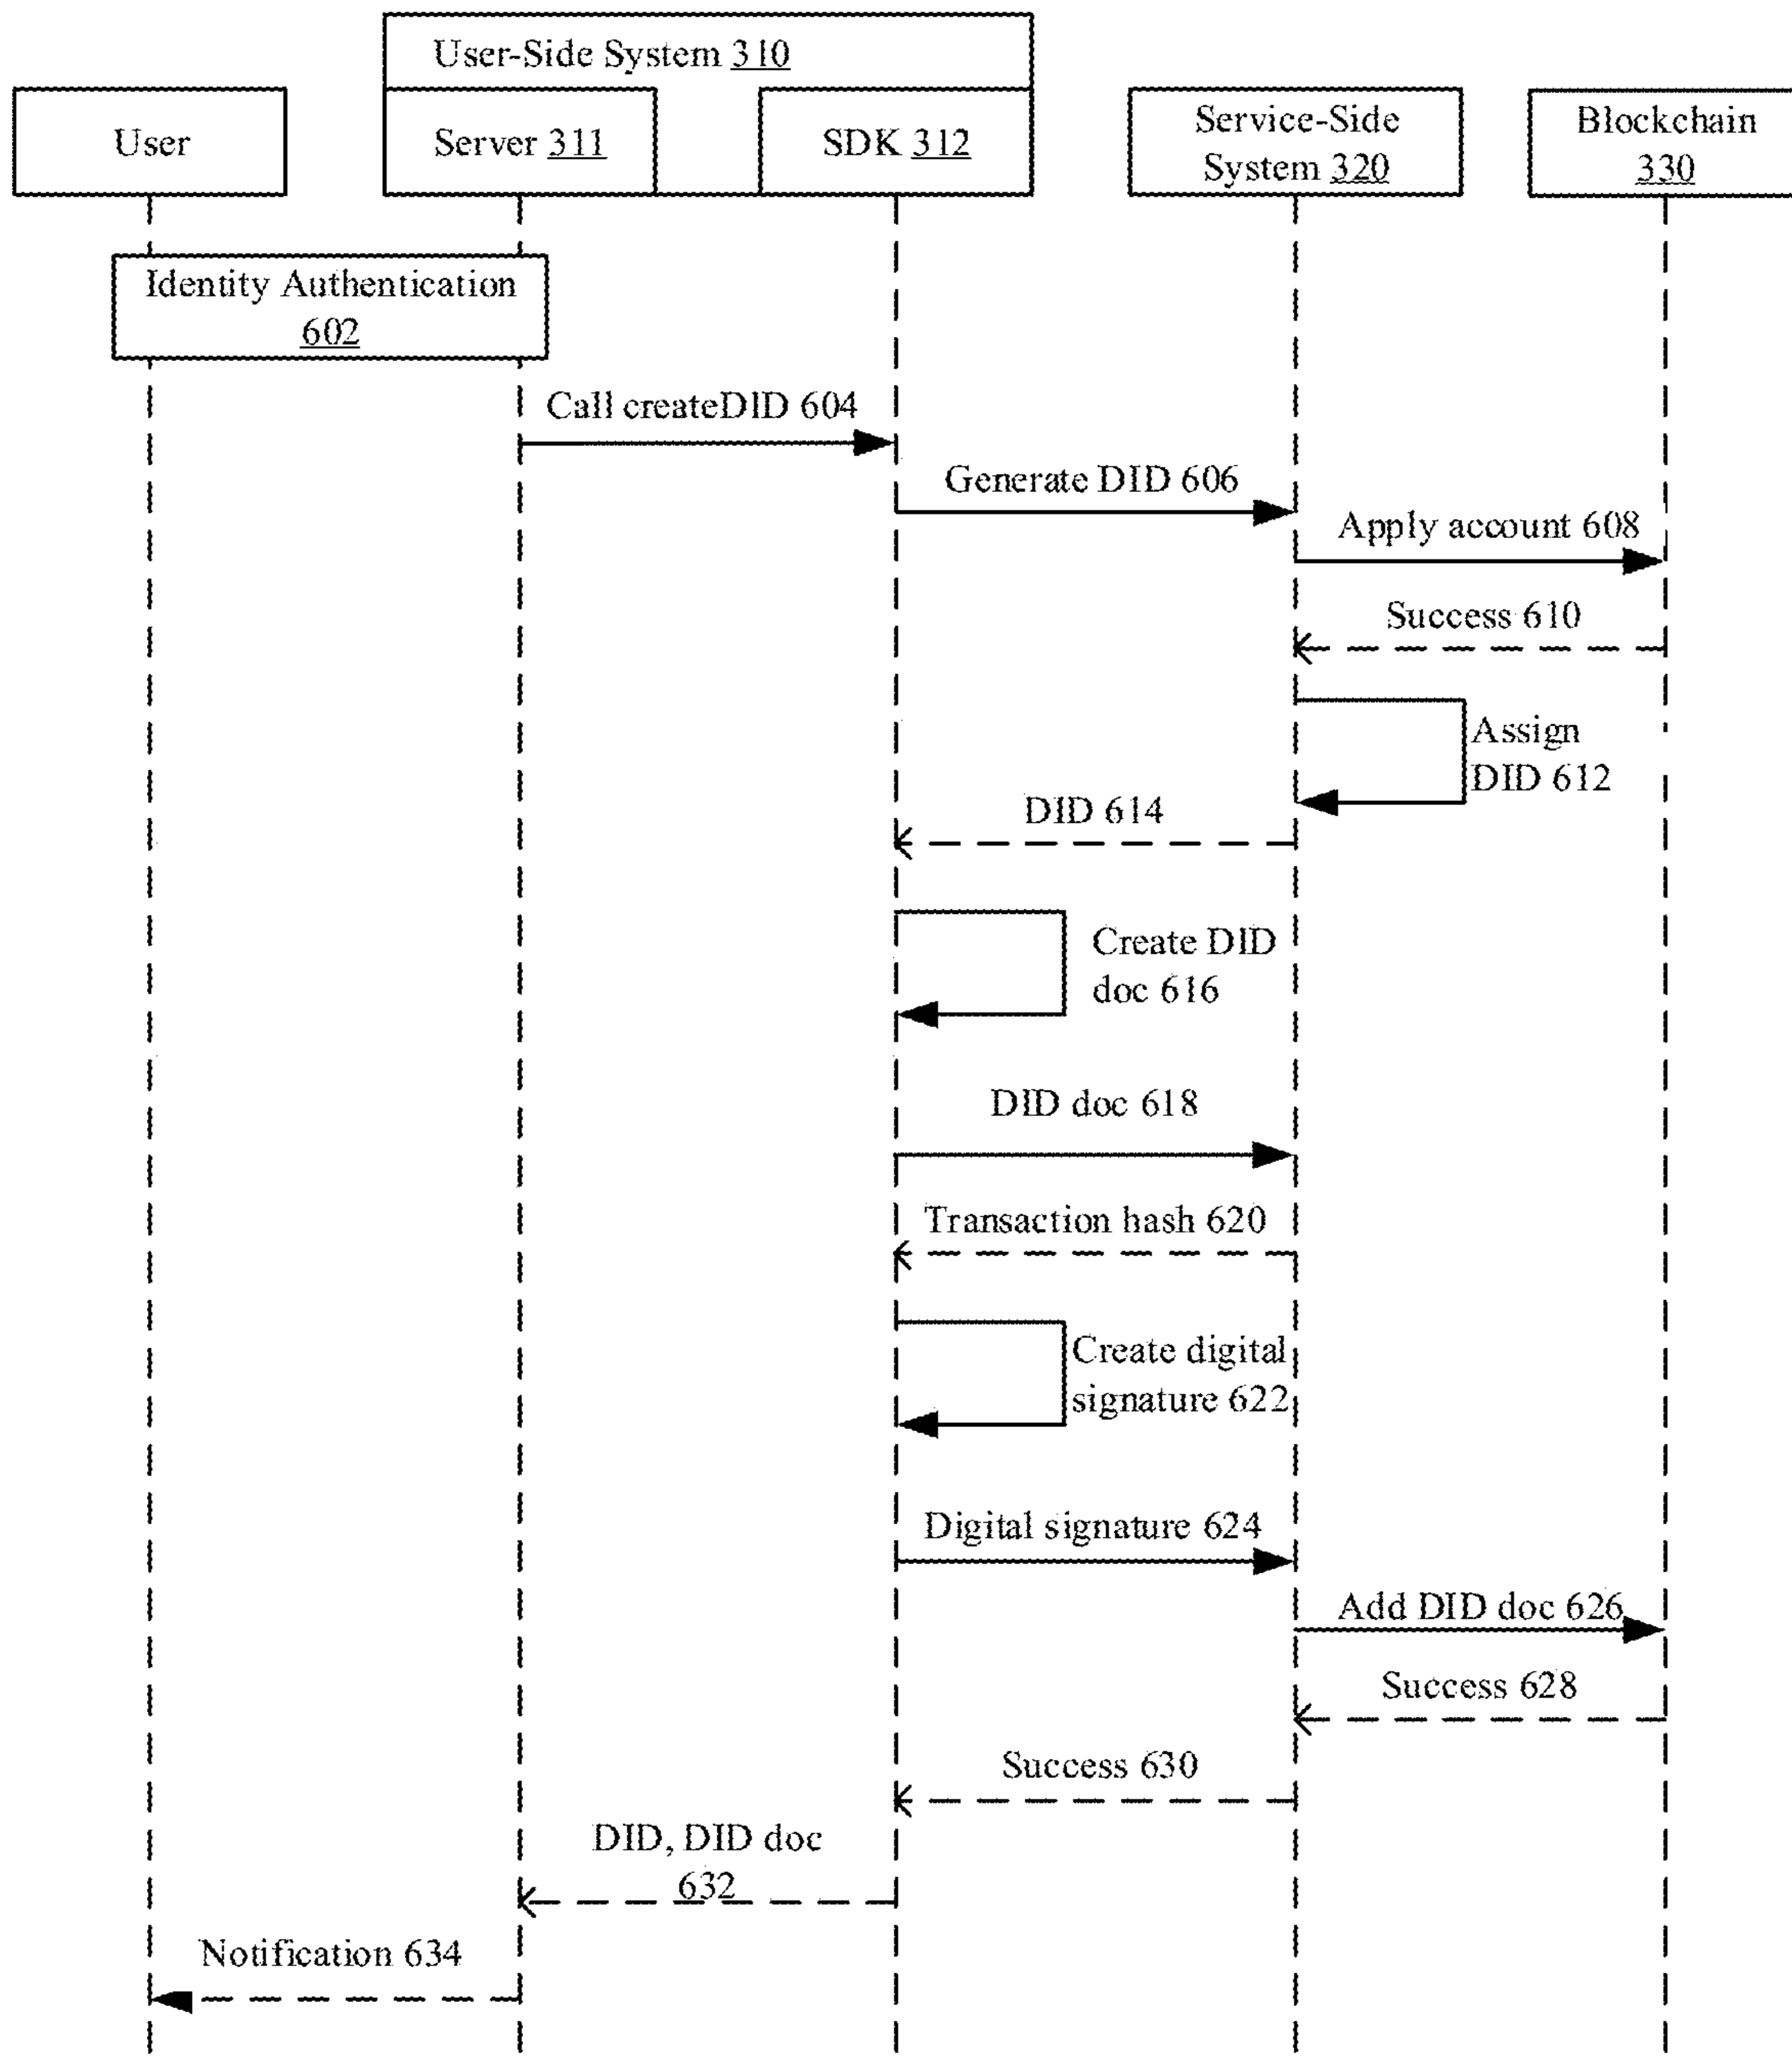 User-Side System 310
User
Server 311
SDK 312
Service-Side
System 320
Blockchain
330
Identity Authentication
602
Call createDID 604
Generate DID 606
Apply account 608
Success 610
Assign
DID 612
DID 614
Create DID
doc 616
DID doc 618
Transaction hash 620
Create digital
signature 622
Digital signature 624
Add DID doc 626
Success 628
Success 630
DID, DID doc
632
Notification 634